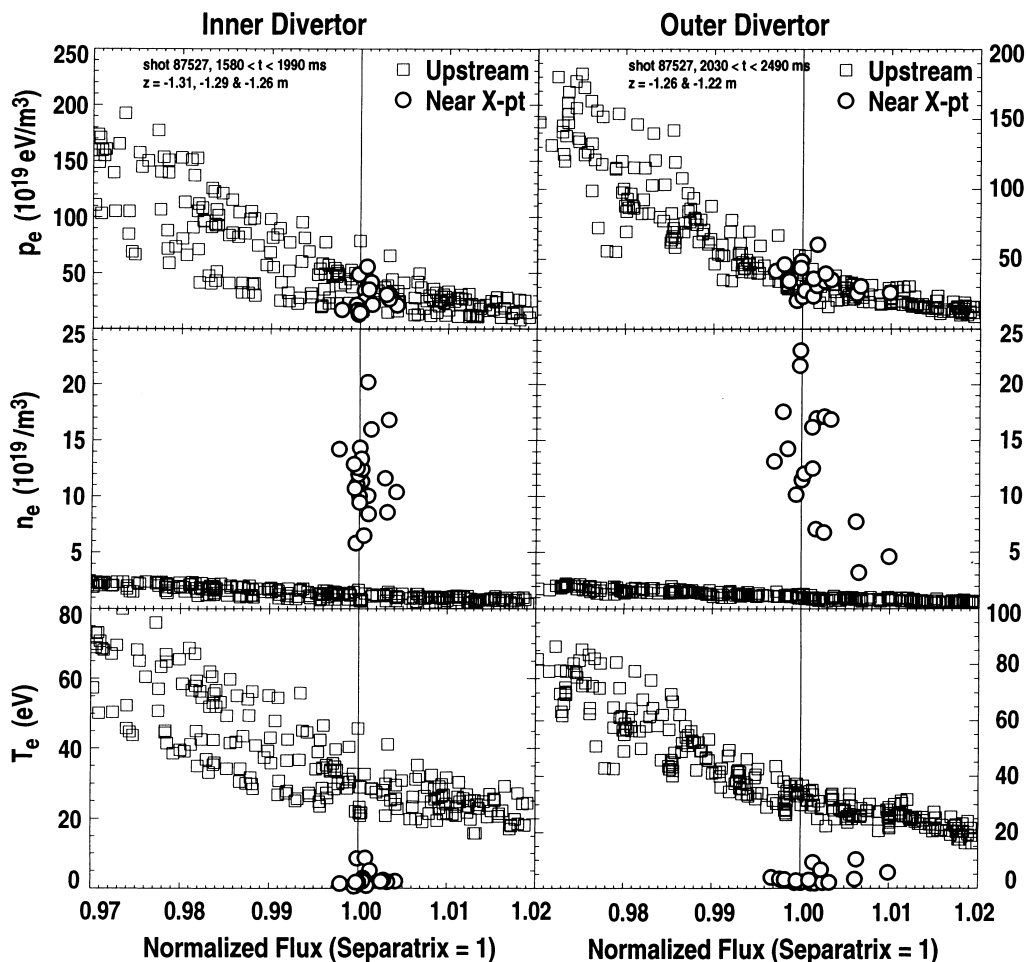 Inner Divertor
Outer Divertor
shot 87527, 1580 < t < 1990 ms
z = -1.31, -1.29 & -1.26 m
Upstream
Near X-pt
shot 87527, 2030 < t < 2490 ms
z = -1.26 & -1.22 m
Upstream
Near X-pt
250
200
150
100
50
pe (10^19 eV/m^3)
200
150
100
50
25
20
15
10
5
ne (10^19/m^3)
25
20
15
10
5
80
60
40
20
0
Te (eV)
100
80
60
40
20
0
0.97 0.98 0.99 1.00 1.01
0.98 0.99 1.00 1.01 1.02
Normalized Flux (Separatrix = 1)
Normalized Flux (Separatrix = 1)